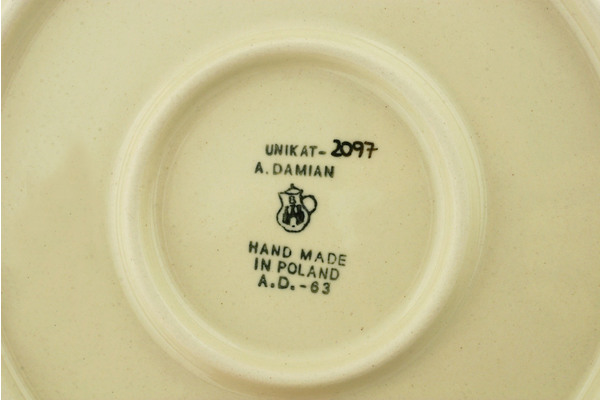 UNIKAT-2097
A. DAMIAN
B
HAND MADE
IN POLAND
A.D.-63